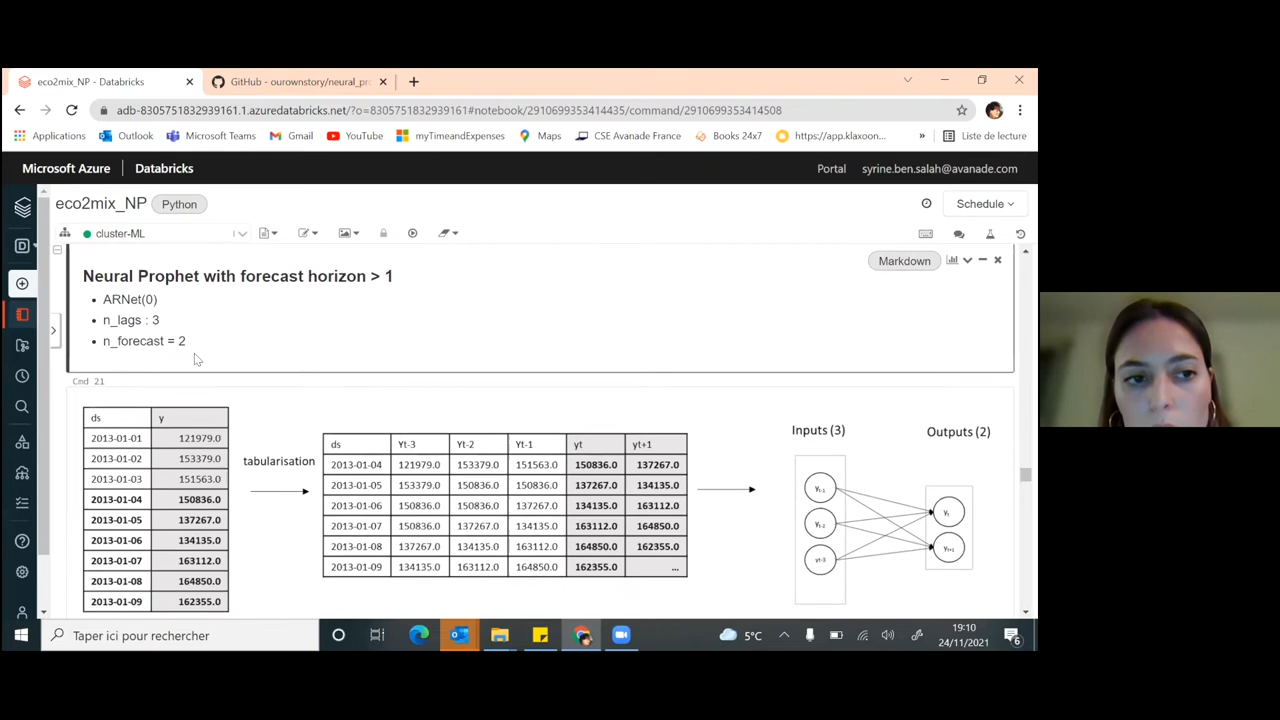 eco2mix_NP - Databricks
GitHub - ourownstory/neural_pro
adb-8305751832939161.1.azuredatabricks.net/?o=8305751832939161#notebook/2910699353414435/command/2910699353414508
Applications Outlook Microsoft Teams Gmail YouTube myTimeandExpenses Maps CSE Avanade France Books 24x7 https://app.klaxoon... » Liste de lecture
Microsoft Azure Databricks Portal syrine.ben.salah@avanade.com
eco2mix_NP Python Schedule
cluster-ML
Markdown
Neural Prophet with forecast horizon > 1
• ARNet(0)
• n_lags : 3
• n_forecast = 2
Cmd 21
ds y
2013-01-01 121979.0
2013-01-02 153379.0
2013-01-03 151563.0
2013-01-04 150836.0
2013-01-05 137267.0
2013-01-06 134135.0
2013-01-07 163112.0
2013-01-08 164850.0
2013-01-09 162355.0
tabularisation
ds Yt-3 Yt-2 Yt-1 yt yt+1
2013-01-04 121979.0 153379.0 151563.0 150836.0 137267.0
2013-01-05 153379.0 150836.0 150836.0 137267.0 134135.0
2013-01-06 150836.0 150836.0 137267.0 134135.0 163112.0
2013-01-07 150836.0 137267.0 134135.0 163112.0 164850.0
2013-01-08 137267.0 134135.0 163112.0 164850.0 162355.0
2013-01-09 134135.0 163112.0 164850.0 162355.0 ...
Inputs (3) Outputs (2)
yt-1
yt-2
yt-3
yt
yt+1
Taper ici pour rechercher
5°C
19:10
24/11/2021
6